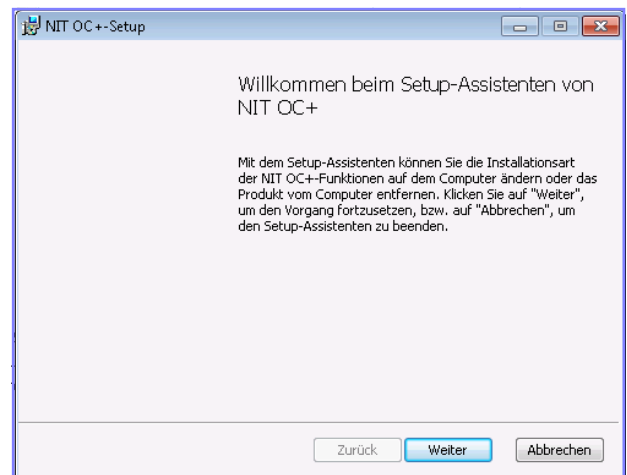 NIT OC+-Setup
Willkommen beim Setup-Assistenten von
NIT OC+
Mit dem Setup-Assistenten können Sie die Installationsart
der NIT OC+-Funktionen auf dem Computer ändern oder das
Produkt vom Computer entfernen. Klicken Sie auf "Weiter",
um den Vorgang fortzusetzen, bzw. auf "Abbrechen", um
den Setup-Assistenten zu beenden.
Zurück Weiter Abbrechen